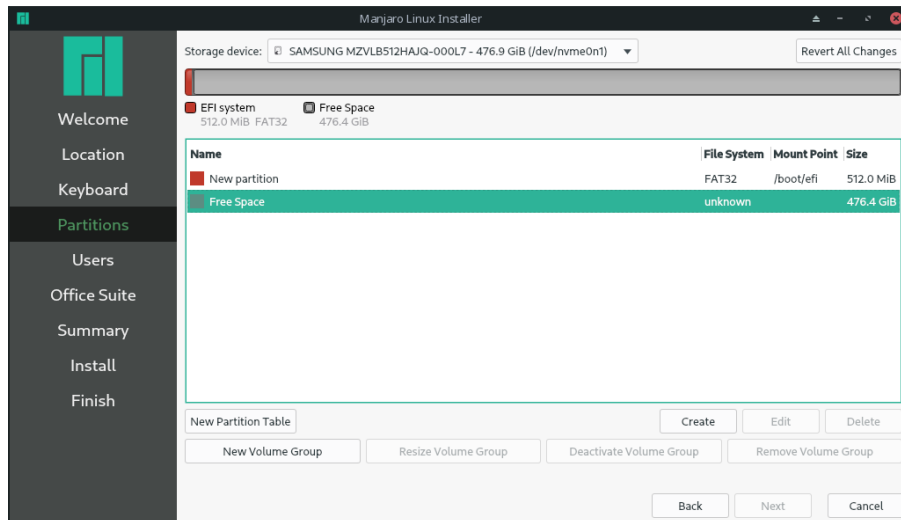 Manjaro Linux Installer
Storage device: SAMSUNG MZVLB512HAJQ-000L7 - 476.9 GiB (/dev/nvme0n1) Revert All Changes
EFI system Free Space
512.0 MiB FAT32 476.4 GiB
Welcome
Location
Keyboard
Partitions
Users
Office Suite
Summary
Install
Finish
Name File System Mount Point Size
New partition FAT32 /boot/efi 512.0 MiB
Free Space unknown 476.4 GiB
New Partition Table Create Edit Delete
New Volume Group Resize Volume Group Deactivate Volume Group Remove Volume Group
Back Next Cancel